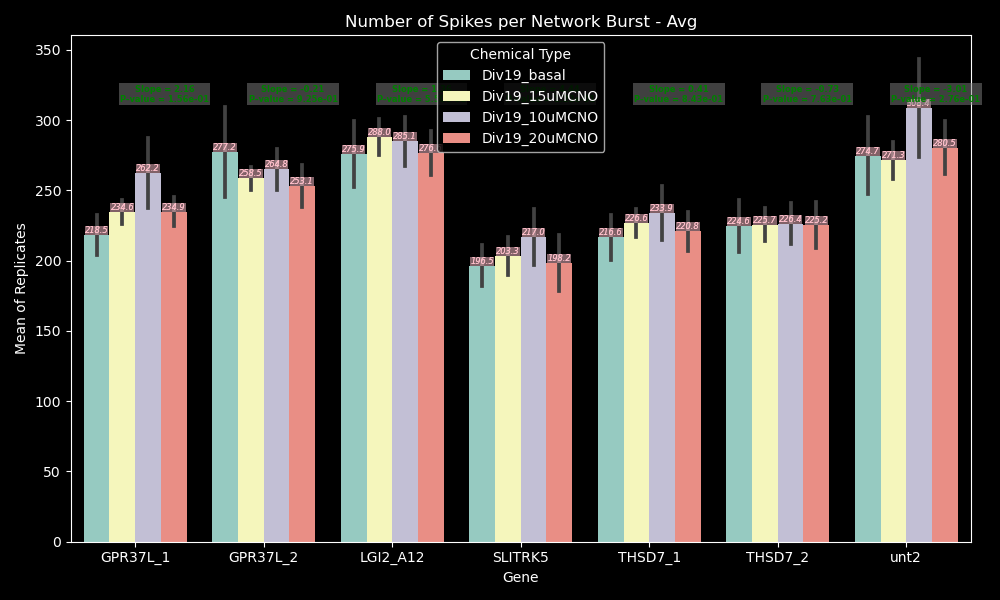 Number of Spikes per Network Burst - Avg
Chemical Type
Div19_basal
Div19_15uMCNO
Div19_10uMCNO
Div19_20uMCNO
Mean of Replicates
350
300
250
200
150
100
50
0
218.5
234.6
262.2
234.9
277.2
258.5
264.8
253.1
275.9
288.0
285.1
196.5
203.3
217.0
198.2
216.6
226.6
233.9
220.8
224.6
225.7
226.4
225.2
274.7
271.3
280.5
GPR37L_1
GPR37L_2
LGI2_A12
SLITRK5
THSD7_1
THSD7_2
unt2
Gene